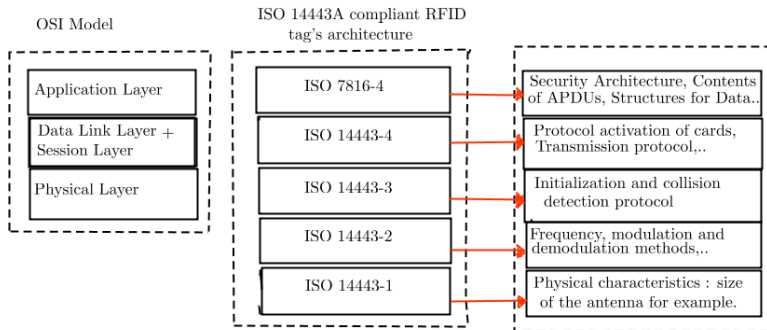 OSI Model
ISO 14443A compliant RFID
tag's architecture
Application Layer
Data Link Layer +
Session Layer
Physical Layer
ISO 7816-4
ISO 14443-4
ISO 14443-3
ISO 14443-2
ISO 14443-1
Security Architecture, Contents
of APDUs, Structures for Data..
Protocol activation of cards,
Transmission protocol,..
Initialization and collision
detection protocol
Frequency, modulation and
demodulation methods,..
Physical characteristics : size
of the antenna for example.